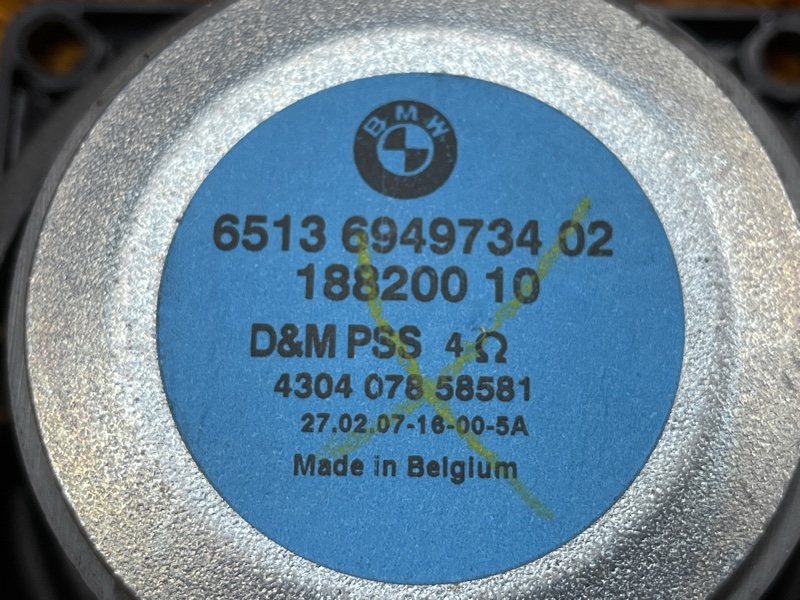 BMW
6513 6949734 02
188200 10
D&M PSS 4Ω
4304 078 58581
27.02.07-16-00-5A
Made in Belgium